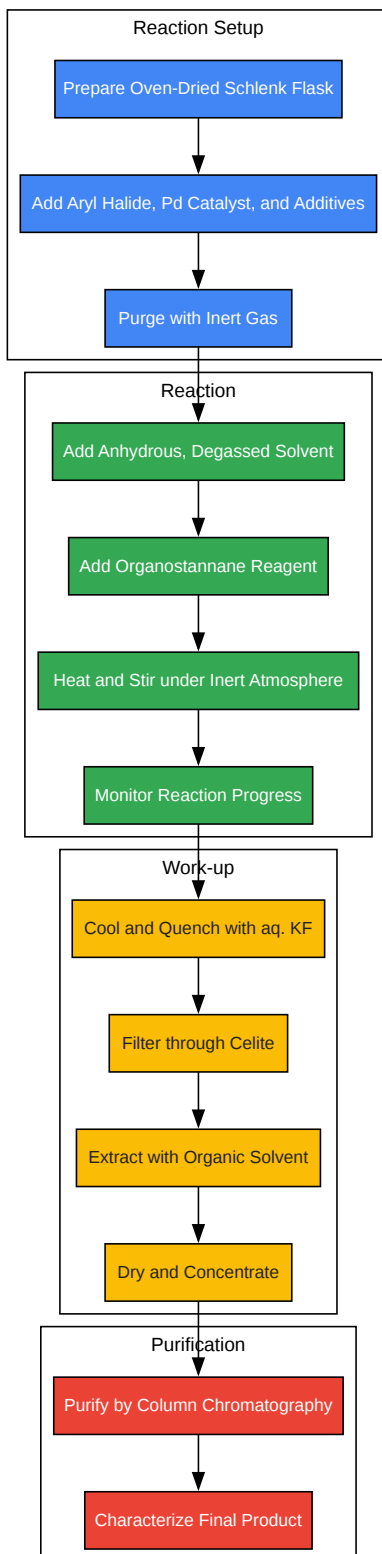 Reaction Setup
Prepare Oven-Dried Schlenk Flask
Add Aryl Halide, Pd Catalyst, and Additives
Purge with Inert Gas
Reaction
Add Anhydrous, Degassed Solvent
Add Organostannane Reagent
Heat and Stir under Inert Atmosphere
Monitor Reaction Progress
Work-up
Cool and Quench with aq. KF
Filter through Celite
Extract with Organic Solvent
Dry and Concentrate
Purification
Purify by Column Chromatography
Characterize Final Product